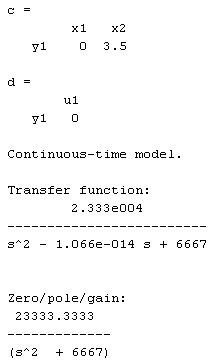 c =
x1 x2
y1 0 3.5
d =
u1
y1 0
Continuous-time model.
Transfer function:
2.333e004
-------------------------
s^2 - 1.066e-014 s + 6667
Zero/pole/gain:
23333.3333
-------------
(s^2 + 6667)